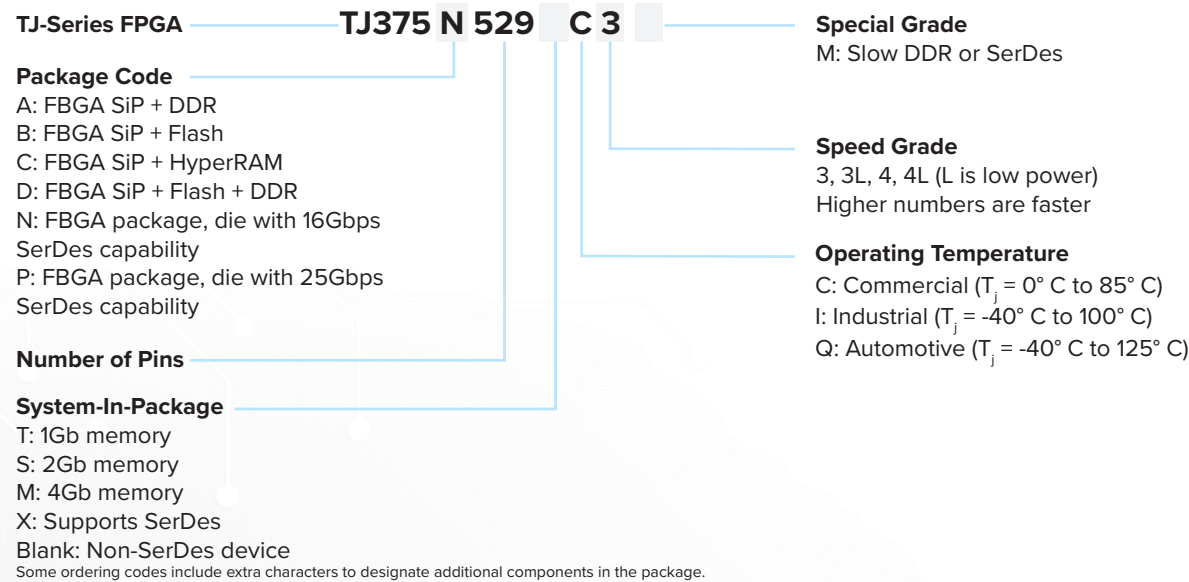 TJ-Series FPGA
TJ375 N 529 C 3
Package Code
A: FBGA SiP + DDR
B: FBGA SiP + Flash
C: FBGA SiP + HyperRAM
D: FBGA SiP + Flash + DDR
N: FBGA package, die with 16Gbps
SerDes capability
P: FBGA package, die with 25Gbps
SerDes capability
Number of Pins
System-In-Package
T: 1Gb memory
S: 2Gb memory
M: 4Gb memory
X: Supports SerDes
Blank: Non-SerDes device
Some ordering codes include extra characters to designate additional components in the package.
Special Grade
M: Slow DDR or SerDes
Speed Grade
3, 3L, 4, 4L (L is low power)
Higher numbers are faster
Operating Temperature
C: Commercial (Tj = 0° C to 85° C)
I: Industrial (Tj = -40° C to 100° C)
Q: Automotive (Tj = -40° C to 125° C)